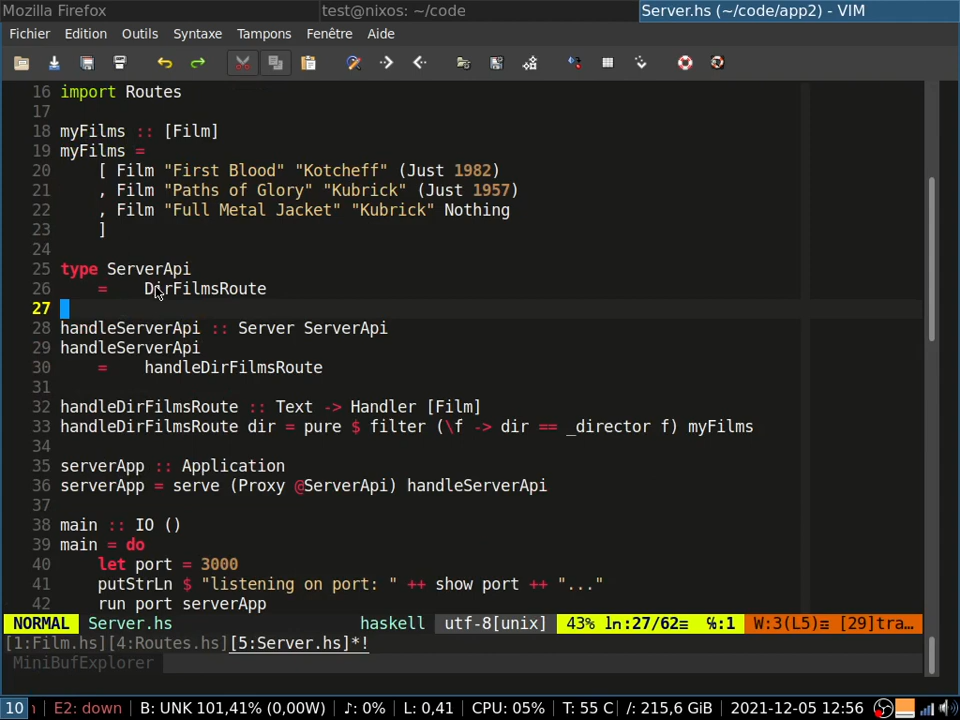 Mozilla Firefox test@nixos: ~/code Server.hs (~/code/app2) - VIM
Fichier Edition Outils Syntaxe Tampons Fenêtre Aide
16 import Routes
17
18 myFilms :: [Film]
19 myFilms =
20     [ Film "First Blood" "Kotcheff" (Just 1982)
21     , Film "Paths of Glory" "Kubrick" (Just 1957)
22     , Film "Full Metal Jacket" "Kubrick" Nothing
23     ]
24
25 type ServerApi
26     =    DirFilmsRoute
27
28 handleServerApi :: Server ServerApi
29 handleServerApi
30     =    handleDirFilmsRoute
31
32 handleDirFilmsRoute :: Text -> Handler [Film]
33 handleDirFilmsRoute dir = pure $ filter (\f -> dir == _director f) myFilms
34
35 serverApp :: Application
36 serverApp = serve (Proxy @ServerApi) handleServerApi
37
38 main :: IO ()
39 main = do
40     let port = 3000
41     putStrLn $ "listening on port: " ++ show port ++ "..."
42     run port serverApp
NORMAL Server.hs haskell utf-8[unix] 43% ln:27/62≡ ℅:1 W:3(L5)≡ [29]tra…
[1:Film.hs][4:Routes.hs][5:Server.hs]*!
MiniBufExplorer
10 E2: down | B: UNK 101,41% (0,00W) | ♪: 0% | L: 0,41 | CPU: 05% | T: 55 C | /: 215,6 GiB | 2021-12-05 12:56